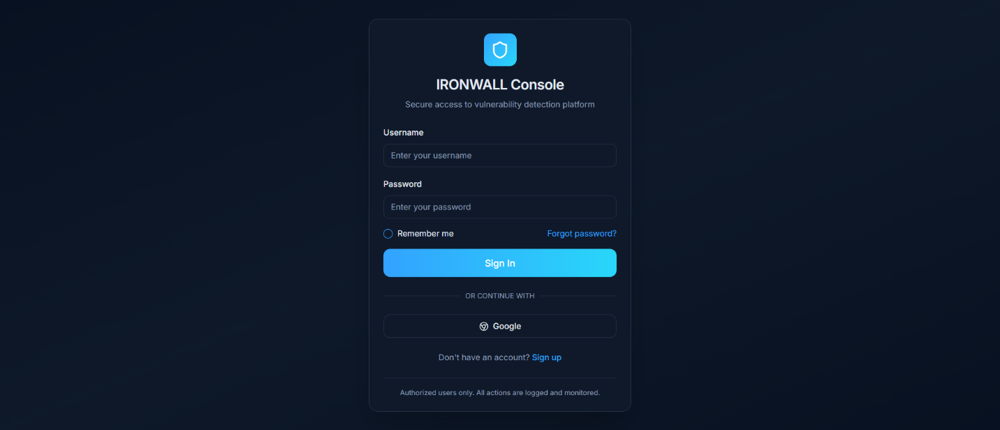 IRONWALL Console
Secure access to vulnerability detection platform
Username
Enter your username
Password
Enter your password
Remember me Forgot password?
Sign In
OR CONTINUE WITH
Google
Don't have an account? Sign up
Authorized users only. All actions are logged and monitored.